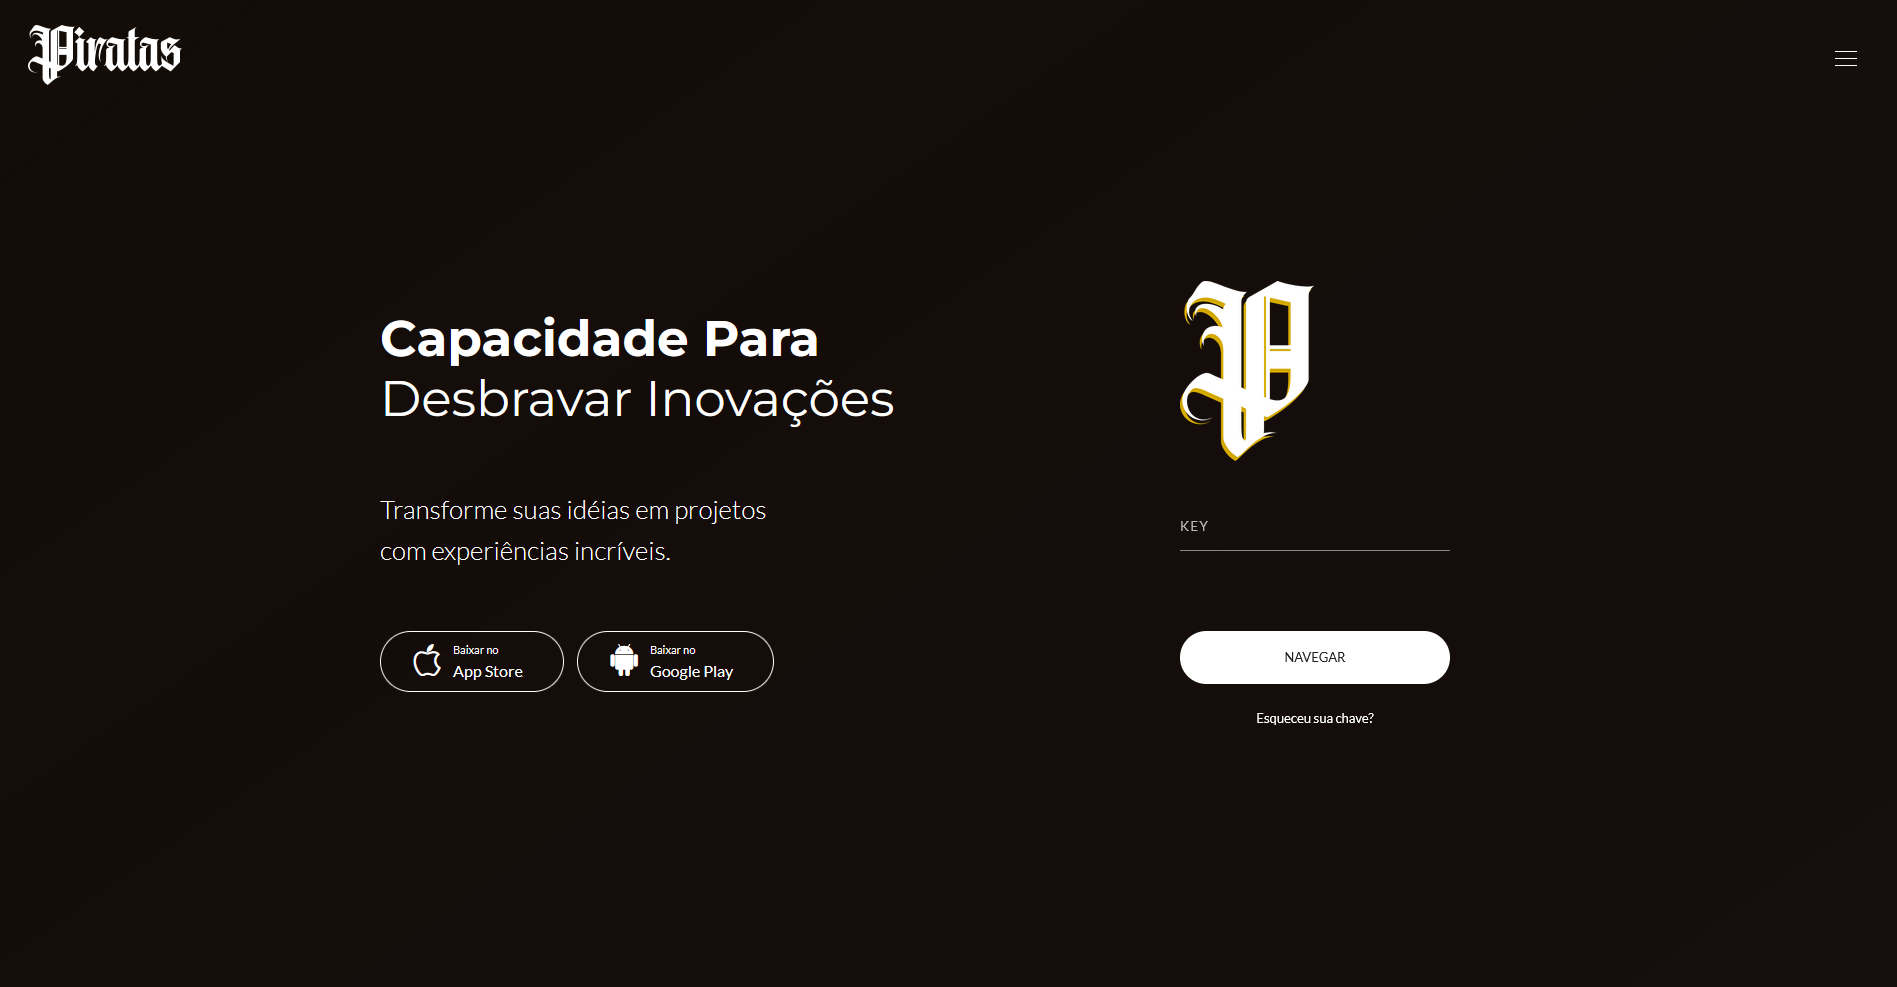 Piratas
Capacidade Para
Desbravar Inovações
Transforme suas idéias em projetos
com experiências incríveis.
Baixar no
App Store
Baixar no
Google Play
P
KEY
NAVEGAR
Esqueceu sua chave?